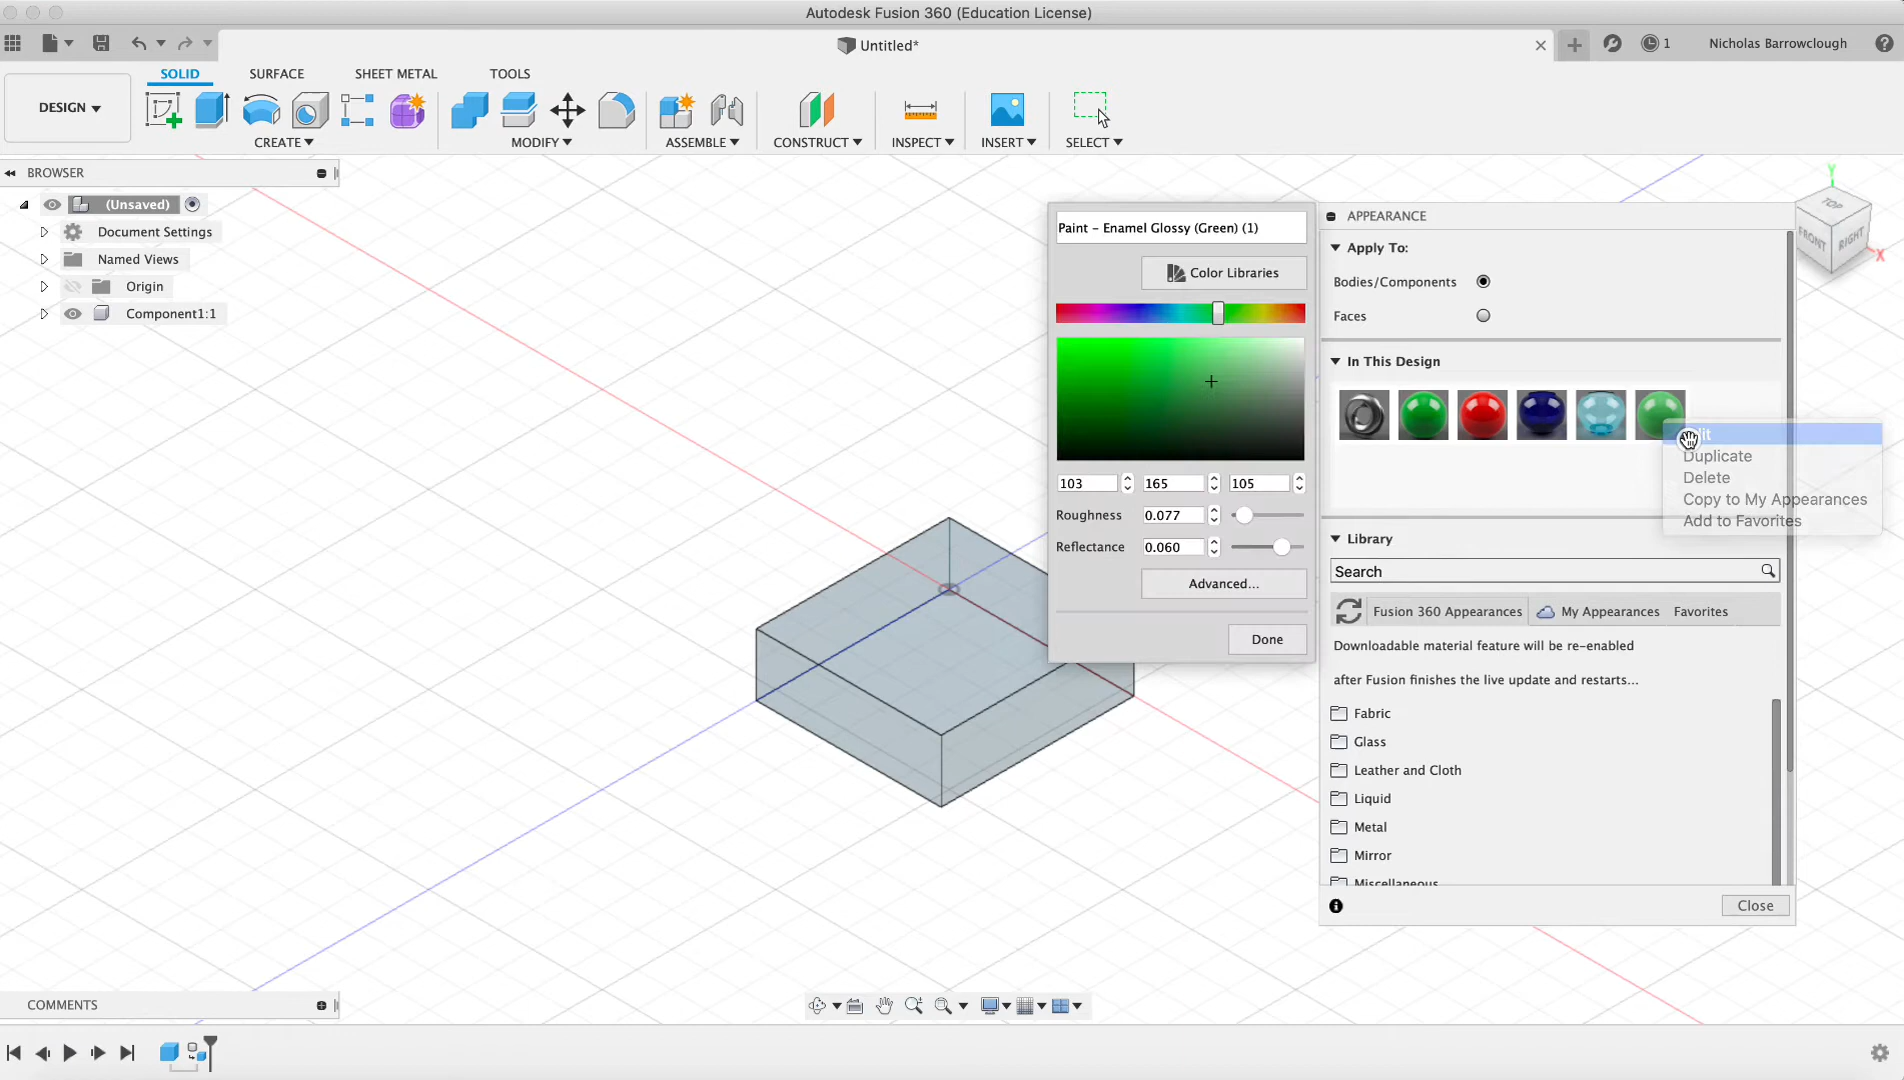 Autodesk Fusion 360 (Education License)
Untitled*
1
Nicholas Barrowclough
DESIGN
SOLID
SURFACE
SHEET METAL
TOOLS
CREATE
MODIFY
ASSEMBLE
CONSTRUCT
INSPECT
INSERT
SELECT
BROWSER
(Unsaved)
Document Settings
Named Views
Origin
Component1:1
Paint - Enamel Glossy (Green) (1)
Color Libraries
103
165
105
Roughness
0.077
Reflectance
0.060
Advanced...
Done
APPEARANCE
Apply To:
Bodies/Components
Faces
In This Design
Duplicate
Delete
Copy to My Appearances
Add to Favorites
Library
Search
Fusion 360 Appearances
My Appearances
Favorites
Downloadable material feature will be re-enabled
after Fusion finishes the live update and restarts...
Fabric
Glass
Leather and Cloth
Liquid
Metal
Mirror
Miscellaneous
Close
Y
TOP
FRONT
RIGHT
X
COMMENTS